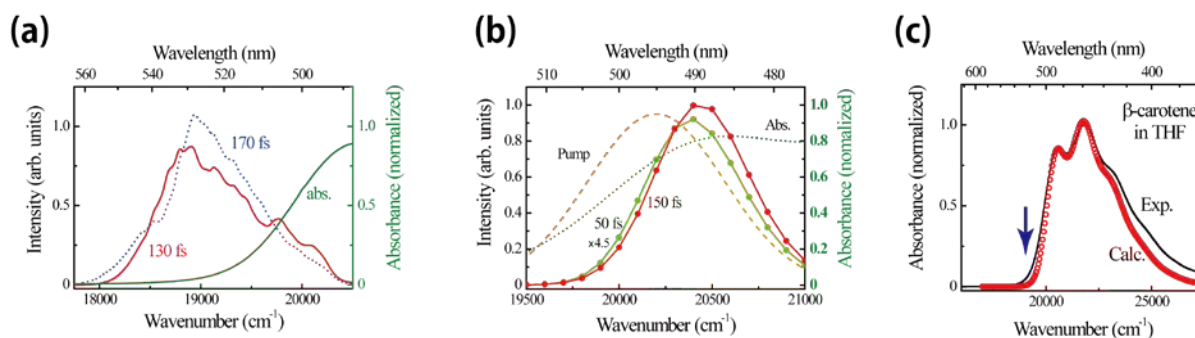 (a)
Wavelength (nm)
560 540 520 500
Intensity (arb. units)
1.0
0.5
0
170 fs
130 fs
abs.
1.0
0.5
0
Absorbance (normalized)
18000 19000 20000
Wavenumber (cm-1)
(b)
Wavelength (nm)
510 500 490 480
Intensity (arb. units)
1.0
0.8
0.6
0.4
0.2
0
Pump
Abs.
50 fs
×4.5
150 fs
1.0
0.8
0.6
0.4
0.2
0
Absorbance (nomalized)
19500 20000 20500 21000
Wavenumber (cm-1)
(c)
Wavelength (nm)
600 500 400
Absorbance (normalized)
1.0
0.5
0
β-carotene
in THF
Exp.
Calc.
20000 25000
Wavenumber (cm-1)